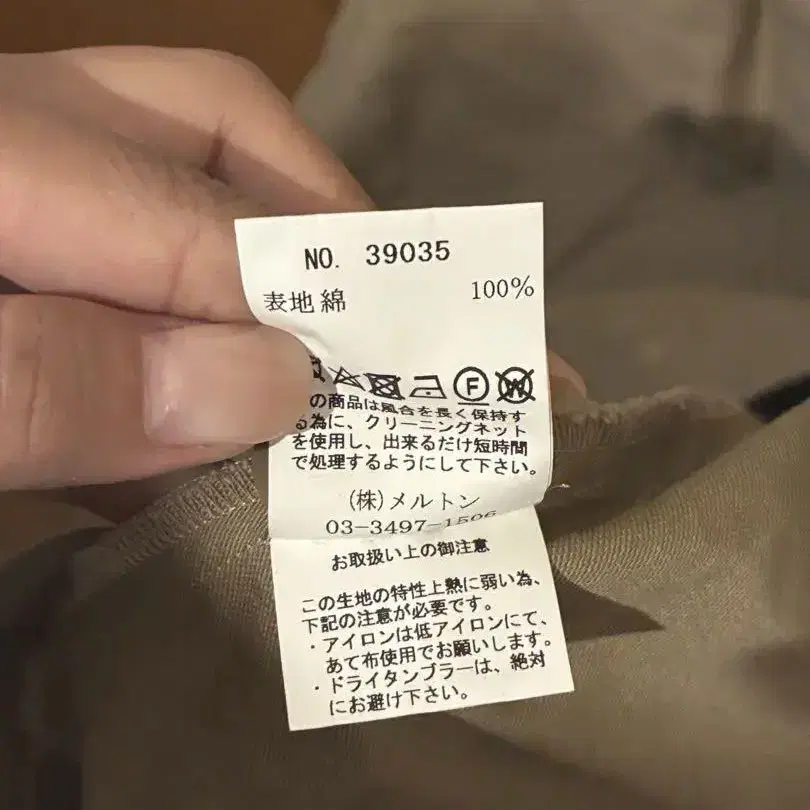 NO. 39035
表地 綿 100%
F W
の商品は風合を長く保持す
る為に、クリーニングネット
を使用し、出来るだけ短時間
で処理するようにして下さい。
(株)メルトン
03-3497-1506
お取扱い上の御注意
この生地の特性上熱に弱い為、
下記の注意が必要です。
・アイロンは低アイロンにて、
あて布使用でお願いします。
・ドライタンブラーは、絶対
にお避け下さい。